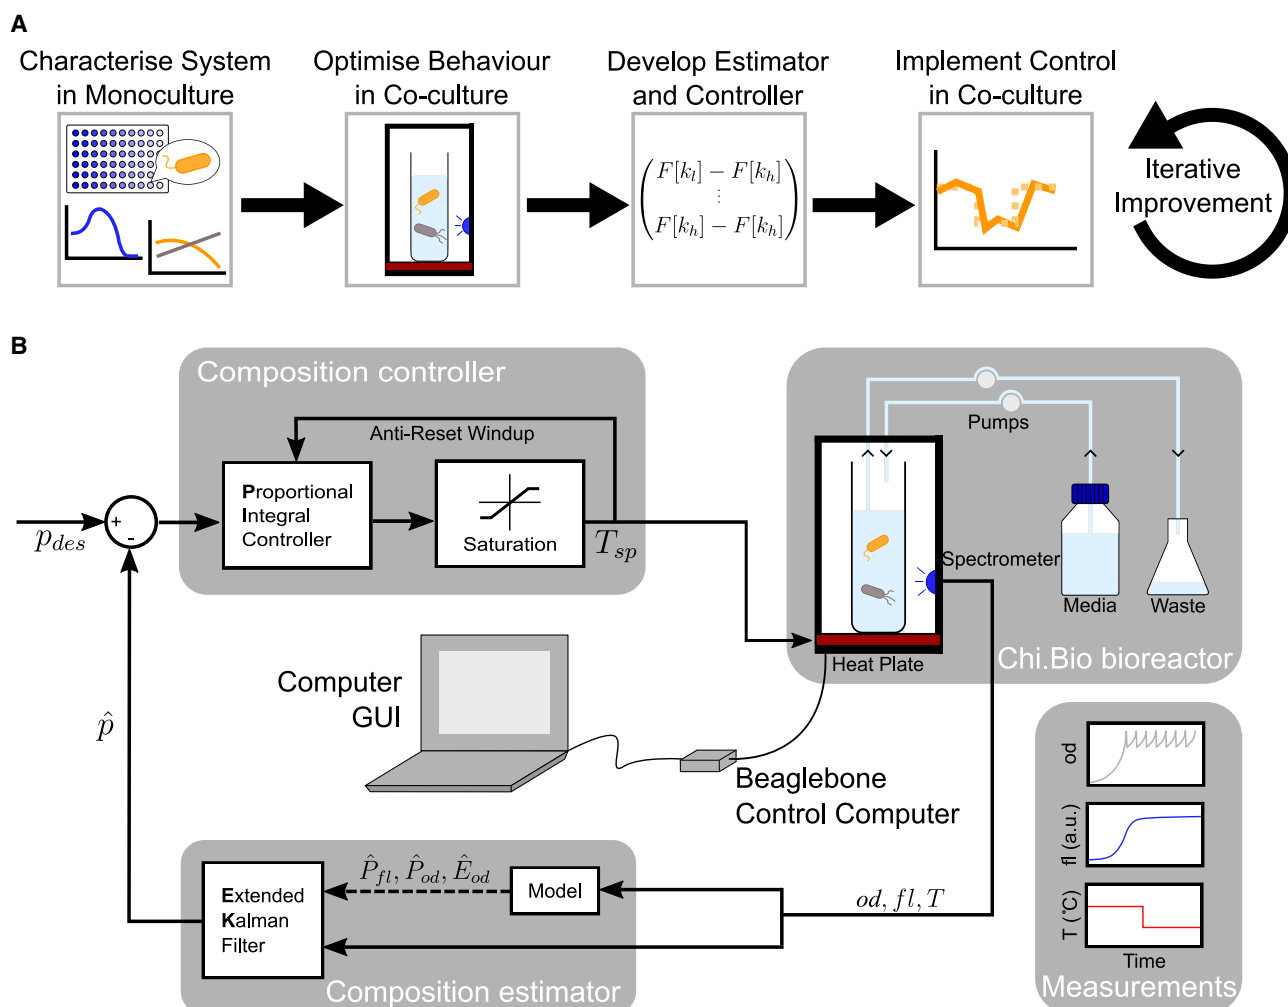 A
Characterise System
in Monoculture
Optimise Behaviour
in Co-culture
Develop Estimator
and Controller
Implement Control
in Co-culture
F[k_l] − F[k_h]
⋮
F[k_h] − F[k_h]
Iterative
Improvement
B
Composition controller
Anti-Reset Windup
Proportional
Integral
Controller
Saturation
p_des
+
-
T_sp
Pumps
Spectrometer
Media
Waste
Heat Plate
Chi.Bio bioreactor
Computer
GUI
Beaglebone
Control Computer
p̂
Extended
Kalman
Filter
P̂_fl, P̂_od, Ê_od
Model
od, fl, T
Composition estimator
od
fl (a.u.)
T (°C)
Time
Measurements